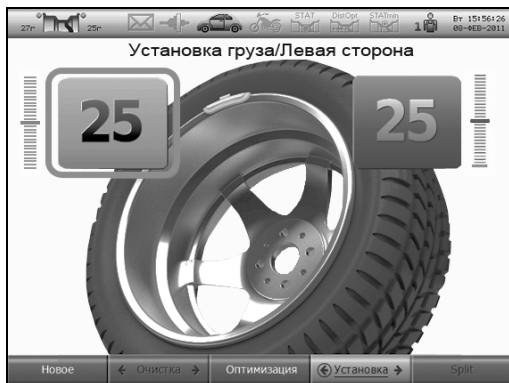 27г 25г STAT DistOpt STATmin 1 Вт 15:56:26
08-ФЕВ-2011
Установка груза/Левая сторона
25 25
Новое Очистка Оптимизация Установка Split